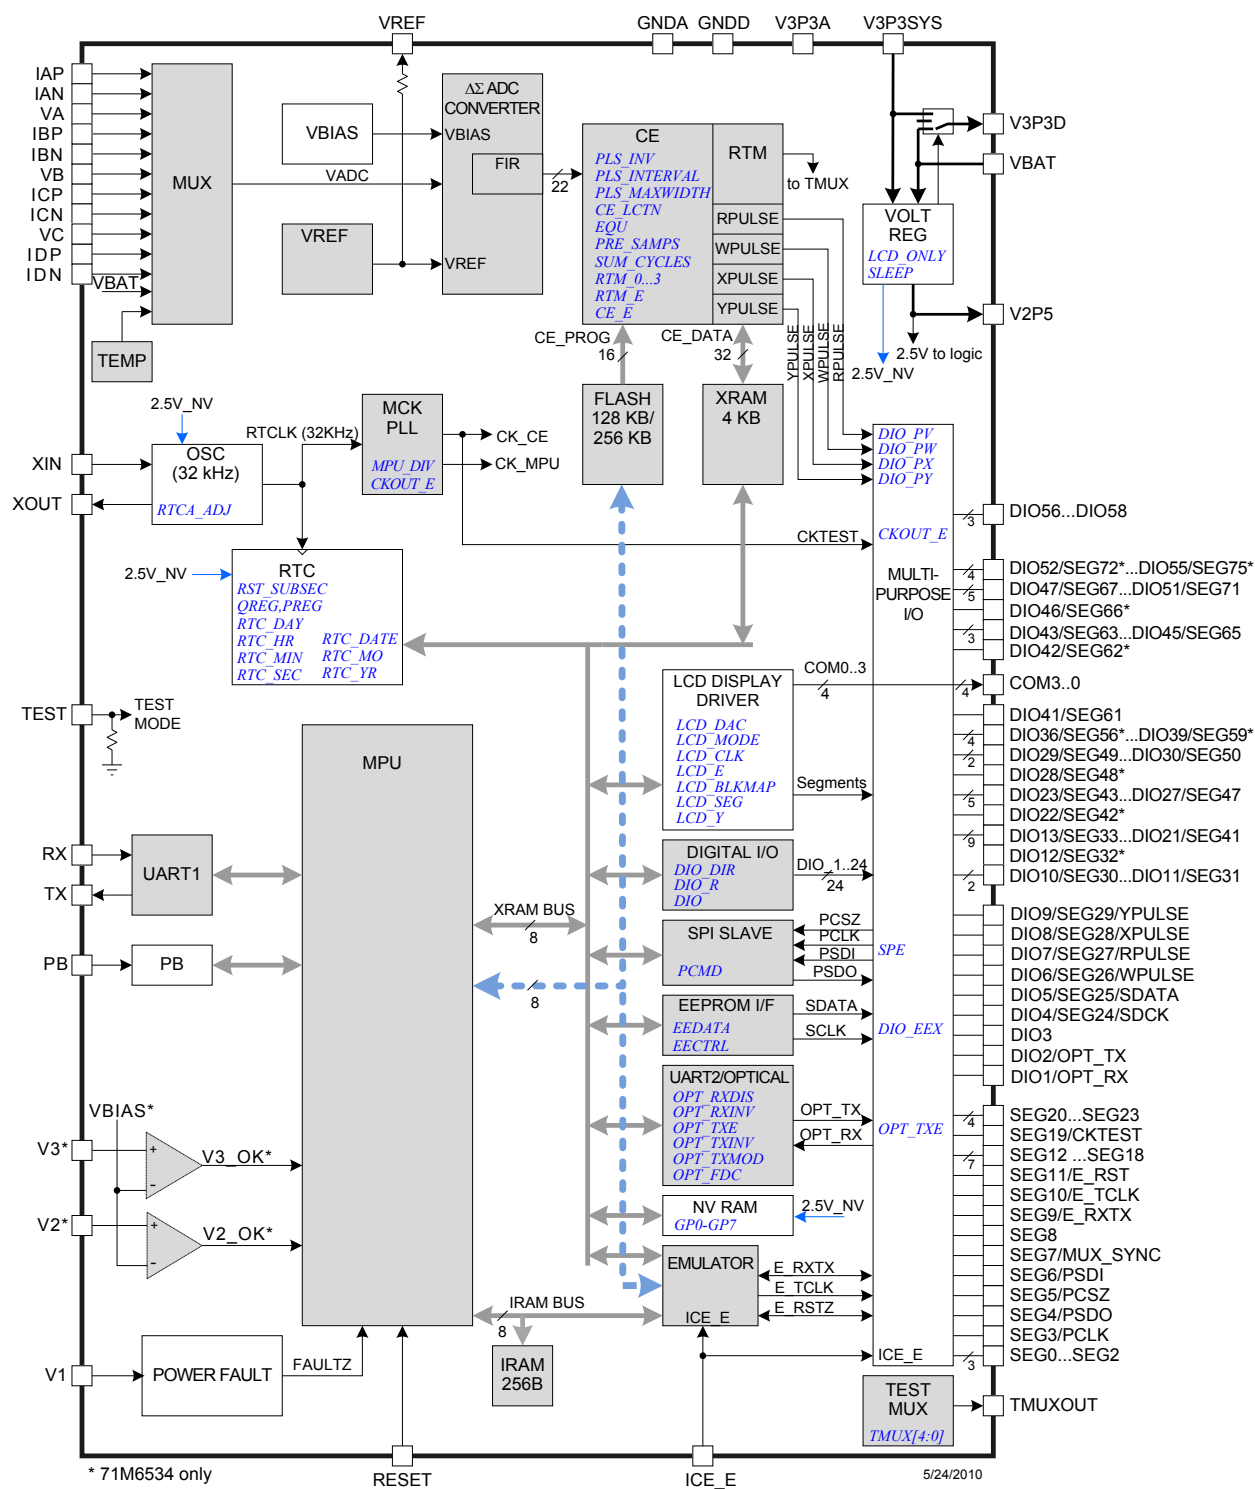 VREF
GNDA
GNDD
V3P3A
V3P3SYS
IAP
IAN
VA
IBP
IBN
VB
ICP
ICN
VC
IDP
IDN
VBAT
MUX
TEMP
VBIAS
VADC
VREF
ΔΣ ADC
CONVERTER
VBIAS
FIR
VREF
22
CE
PLS_INV
PLS_INTERVAL
PLS_MAXWIDTH
CE_LCTN
EQU
PRE_SAMPS
SUM_CYCLES
RTM_0...3
RTM_E
CE_E
RTM
to TMUX
RPULSE
WPULSE
XPULSE
YPULSE
YPULSE
XPULSE
WPULSE
RPULSE
V3P3D
VBAT
VOLT
REG
LCD_ONLY
SLEEP
V2P5
2.5V to logic
2.5V_NV
CE_PROG
16
CE_DATA
32
FLASH
128 KB/
256 KB
XRAM
4 KB
2.5V_NV
XIN
XOUT
OSC
(32 kHz)
RTCA_ADJ
RTCLK (32KHz)
MCK
PLL
MPU_DIV
CKOUT_E
CK_CE
CK_MPU
2.5V_NV
RTC
RST_SUBSEC
QREG,PREG
RTC_DAY
RTC_HR
RTC_MIN
RTC_SEC
RTC_DATE
RTC_MO
RTC_YR
CKTEST
DIO_PV
DIO_PW
DIO_PX
DIO_PY
CKOUT_E
MULTI-
PURPOSE
I/O
SPE
DIO_EEX
OPT_TXE
ICE_E
TEST
TEST
MODE
MPU
RX
TX
UART1
PB
PB
VBIAS*
V3*
+
-
V3_OK*
V2*
+
-
V2_OK*
V1
POWER FAULT
FAULTZ
XRAM BUS
8
8
IRAM BUS
8
IRAM
256B
LCD DISPLAY
DRIVER
LCD_DAC
LCD_MODE
LCD_CLK
LCD_E
LCD_BLKMAP
LCD_SEG
LCD_Y
COM0..3
4
Segments
DIGITAL I/O
DIO_DIR
DIO_R
DIO
DIO_1..24
24
SPI SLAVE
PCMD
PCSZ
PCLK
PSDI
PSDO
EEPROM I/F
EEDATA
EECTRL
SDATA
SCLK
UART2/OPTICAL
OPT_RXDIS
OPT_RXINV
OPT_TXE
OPT_TXINV
OPT_TXMOD
OPT_FDC
OPT_TX
OPT_RX
NV RAM
GP0-GP7
2.5V_NV
EMULATOR
ICE_E
E_RXTX
E_TCLK
E_RSTZ
TEST
MUX
TMUX[4:0]
3
DIO56...DIO58
4
DIO52/SEG72*...DIO55/SEG75*
5
DIO47/SEG67...DIO51/SEG71
DIO46/SEG66*
3
DIO43/SEG63...DIO45/SEG65
DIO42/SEG62*
4
COM3..0
DIO41/SEG61
4
DIO36/SEG56*...DIO39/SEG59*
2
DIO29/SEG49...DIO30/SEG50
DIO28/SEG48*
5
DIO23/SEG43...DIO27/SEG47
DIO22/SEG42*
9
DIO13/SEG33...DIO21/SEG41
DIO12/SEG32*
2
DIO10/SEG30...DIO11/SEG31
DIO9/SEG29/YPULSE
DIO8/SEG28/XPULSE
DIO7/SEG27/RPULSE
DIO6/SEG26/WPULSE
DIO5/SEG25/SDATA
DIO4/SEG24/SDCK
DIO3
DIO2/OPT_TX
DIO1/OPT_RX
4
SEG20...SEG23
SEG19/CKTEST
7
SEG12 ...SEG18
SEG11/E_RST
SEG10/E_TCLK
SEG9/E_RXTX
SEG8
SEG7/MUX_SYNC
SEG6/PSDI
SEG5/PCSZ
SEG4/PSDO
SEG3/PCLK
3
SEG0...SEG2
TMUXOUT
* 71M6534 only
RESET
ICE_E
5/24/2010